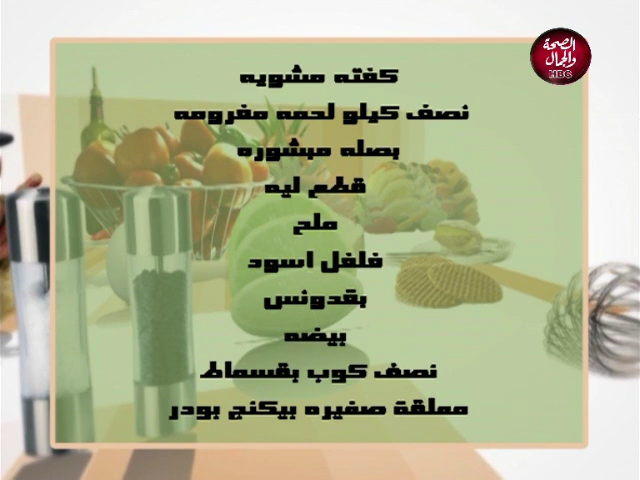 الصحة
والجمال
MBC
كفته مشويه
نصف كيلو لحمه مفرومه
بصله مبشوره
قطع ليه
ملح
فلفل اسود
بقدونس
بيضه
نصف كوب بقسماط
معلقة صغيره بيكنج بودر